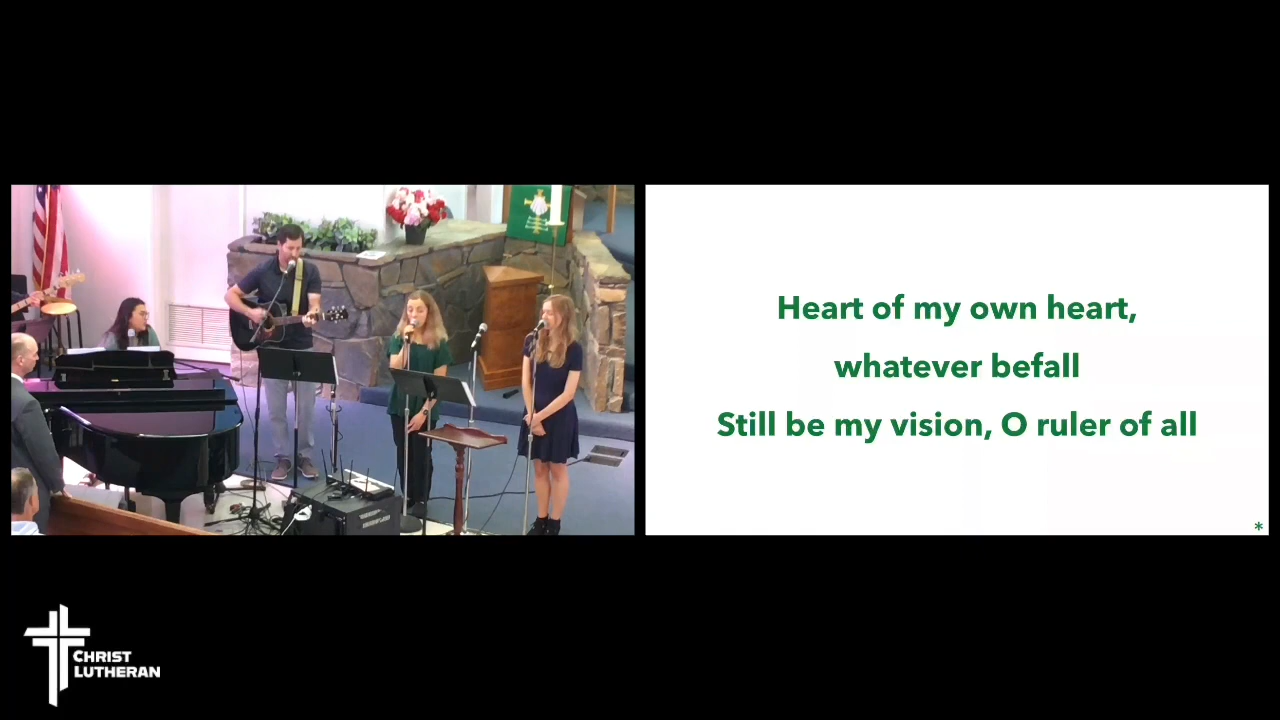 Heart of my own heart,
whatever befall
Still be my vision, O ruler of all
*
CHRIST
LUTHERAN